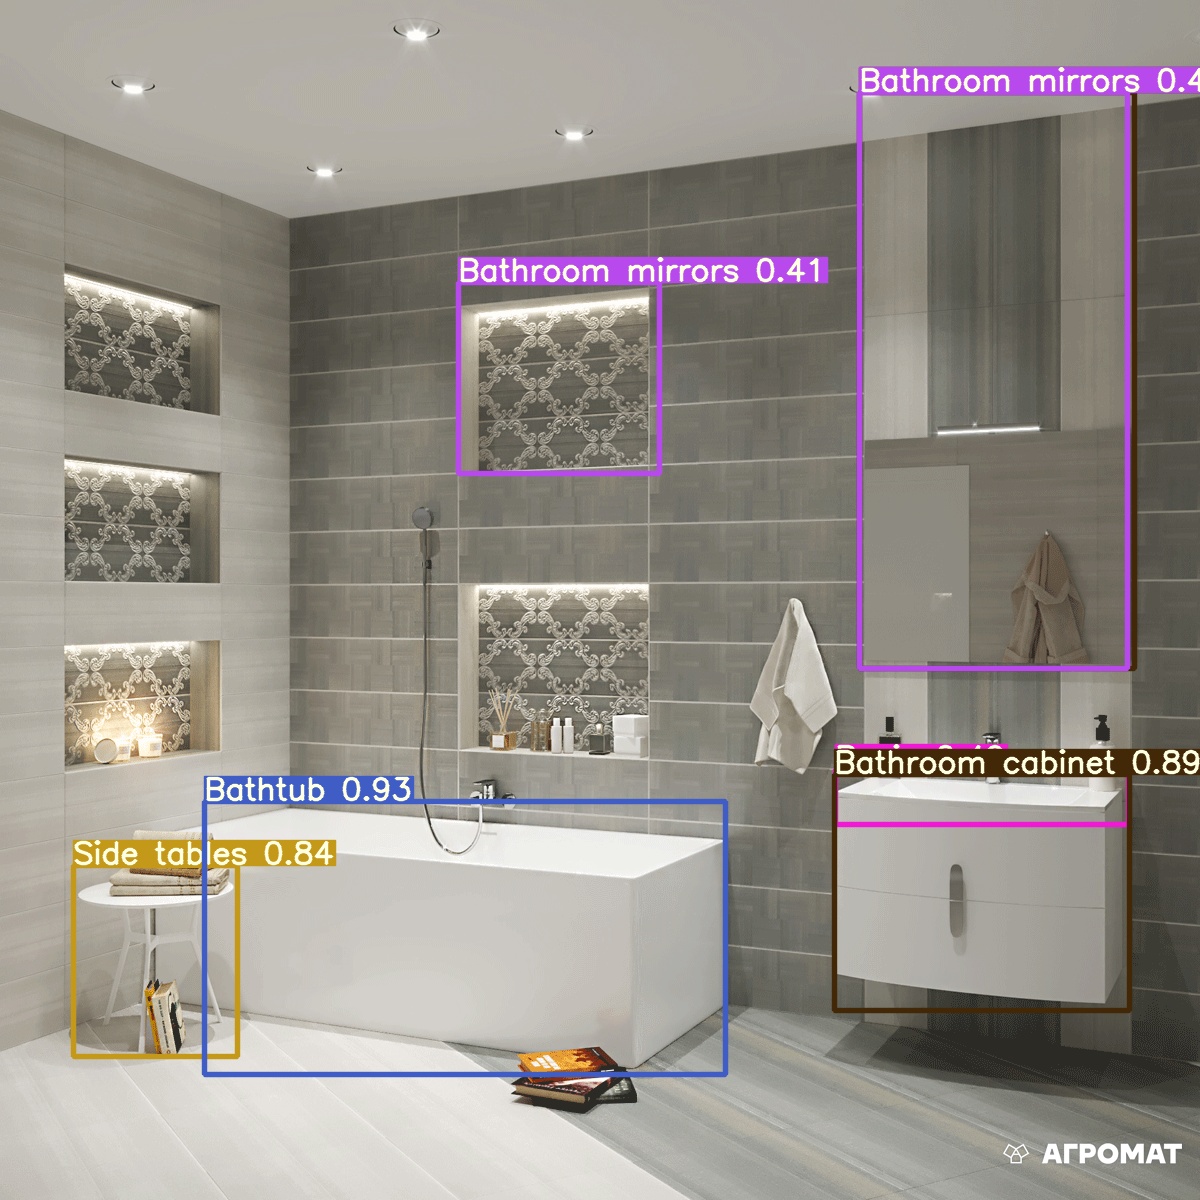 Bathroom mirrors 0.4
Bathroom mirrors 0.41
Bathroom cabinet 0.89
Bathtub 0.93
Side tables 0.84
АГРОМАТ